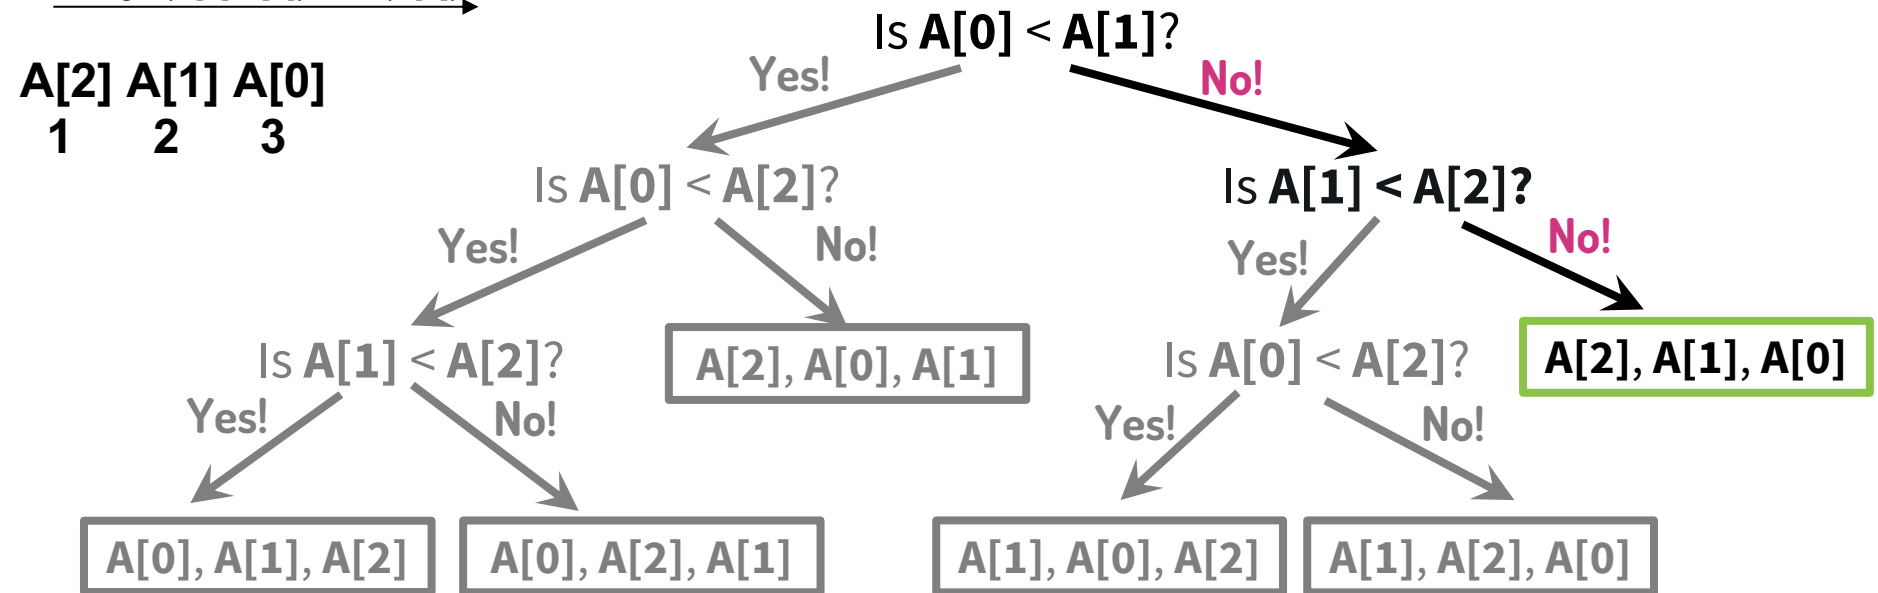 Is A[0] < A[1]?
A[2] A[1] A[0]
1 2 3
Yes!
No!
Is A[0] < A[2]?
Is A[1] < A[2]?
Yes!
No!
Yes!
No!
Is A[1] < A[2]?
A[2], A[0], A[1]
Is A[0] < A[2]?
A[2], A[1], A[0]
Yes!
No!
Yes!
No!
A[0], A[1], A[2]
A[0], A[2], A[1]
A[1], A[0], A[2]
A[1], A[2], A[0]